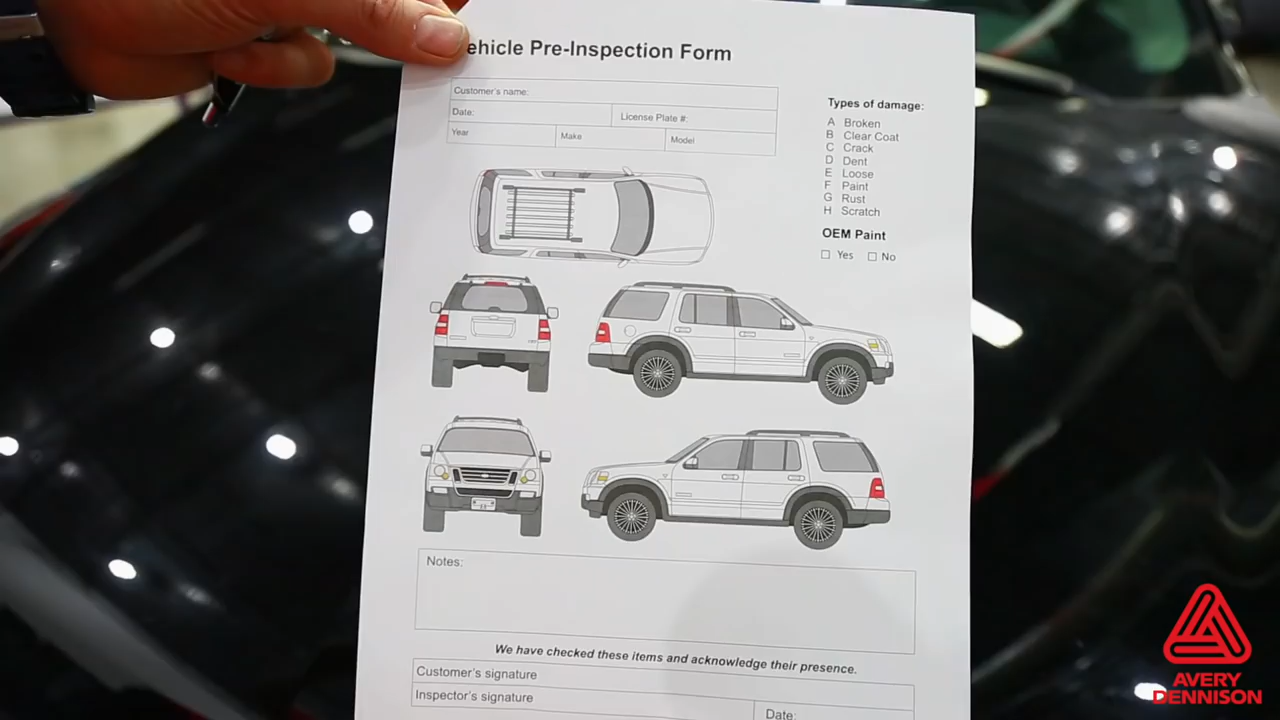 ehicle Pre-Inspection Form
Customer's name:
Date:
License Plate #:
Year
Make
Model
Types of damage:
A Broken
B Clear Coat
C Crack
D Dent
E Loose
F Paint
G Rust
H Scratch
OEM Paint
Yes No
Notes:
We have checked these items and acknowledge their presence.
Customer's signature
Inspector's signature
Date:
AVERY
DENNISON